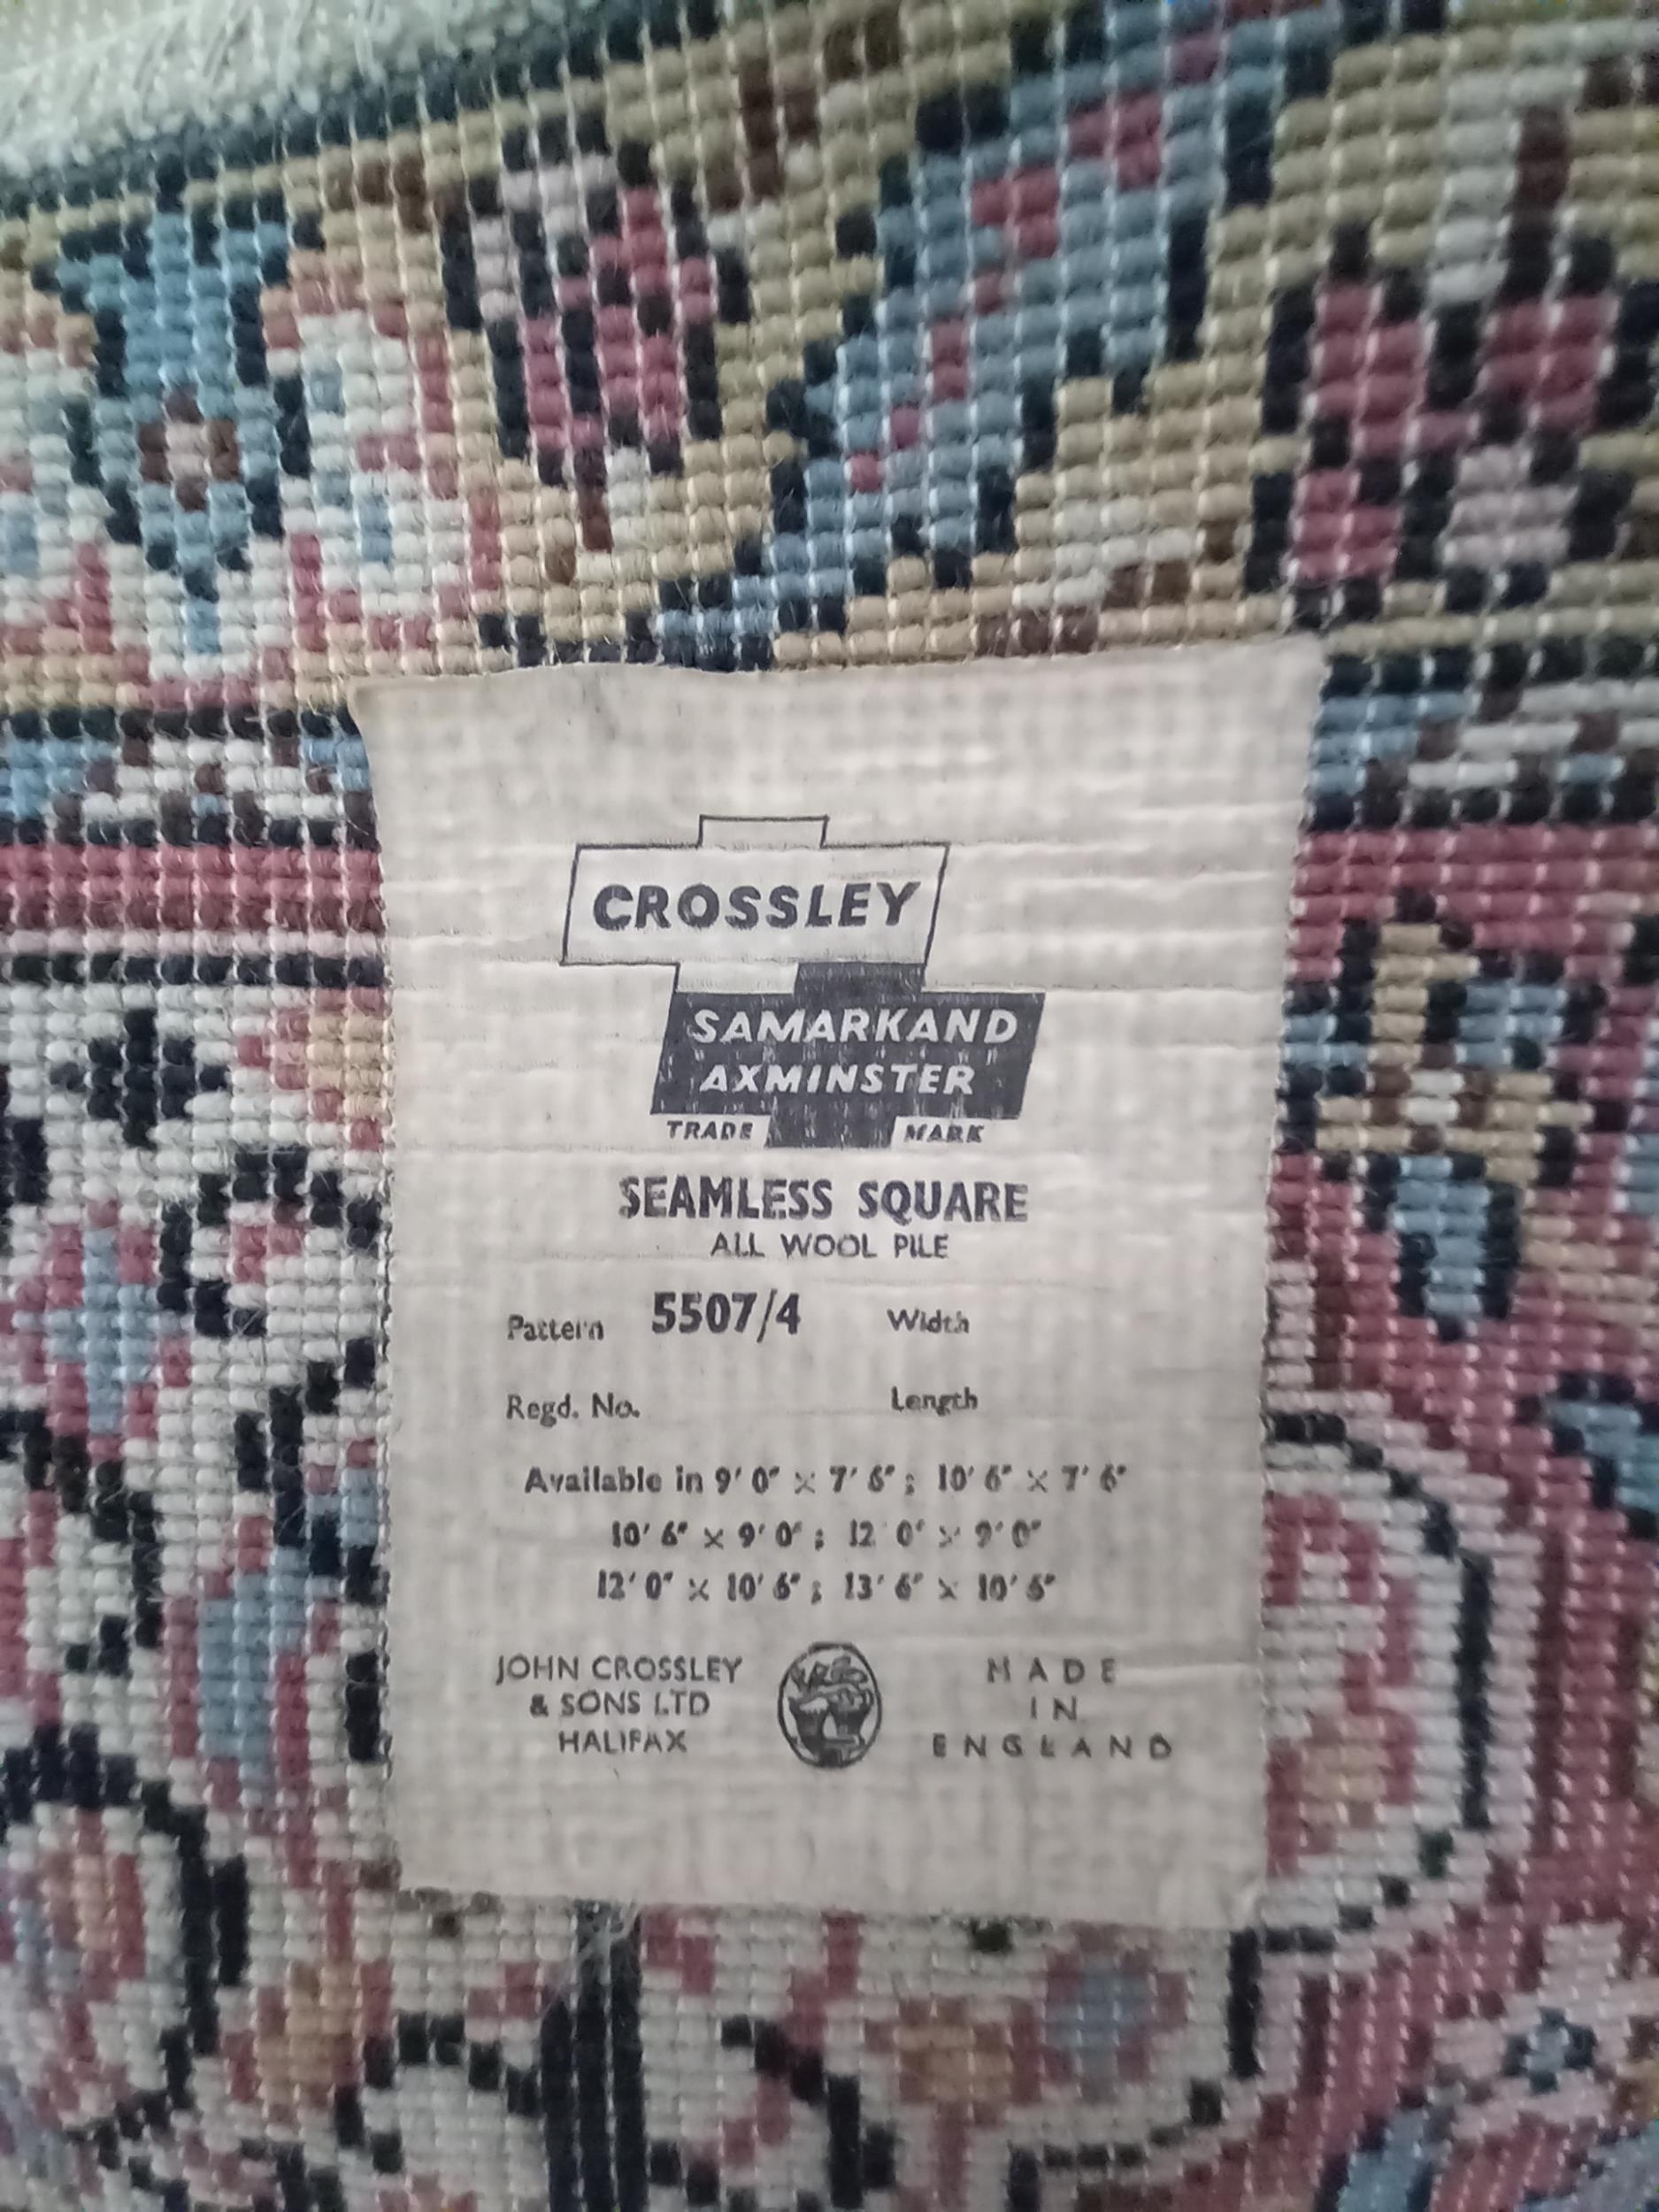 CROSSLEY
SAMARKAND
AXMINSTER
TRADE MARK
SEAMLESS SQUARE
ALL WOOL PILE
Pattern 5507/4 Width
Regd. No. Length
Available in 9' 0" × 7' 6" ; 10' 6" × 7' 6"
10' 6" × 9' 0" ; 12' 0" × 9' 0"
12' 0" × 10' 6" ; 13' 6" × 10' 6"
JOHN CROSSLEY
& SONS LTD
HALIFAX
MADE
IN
ENGLAND